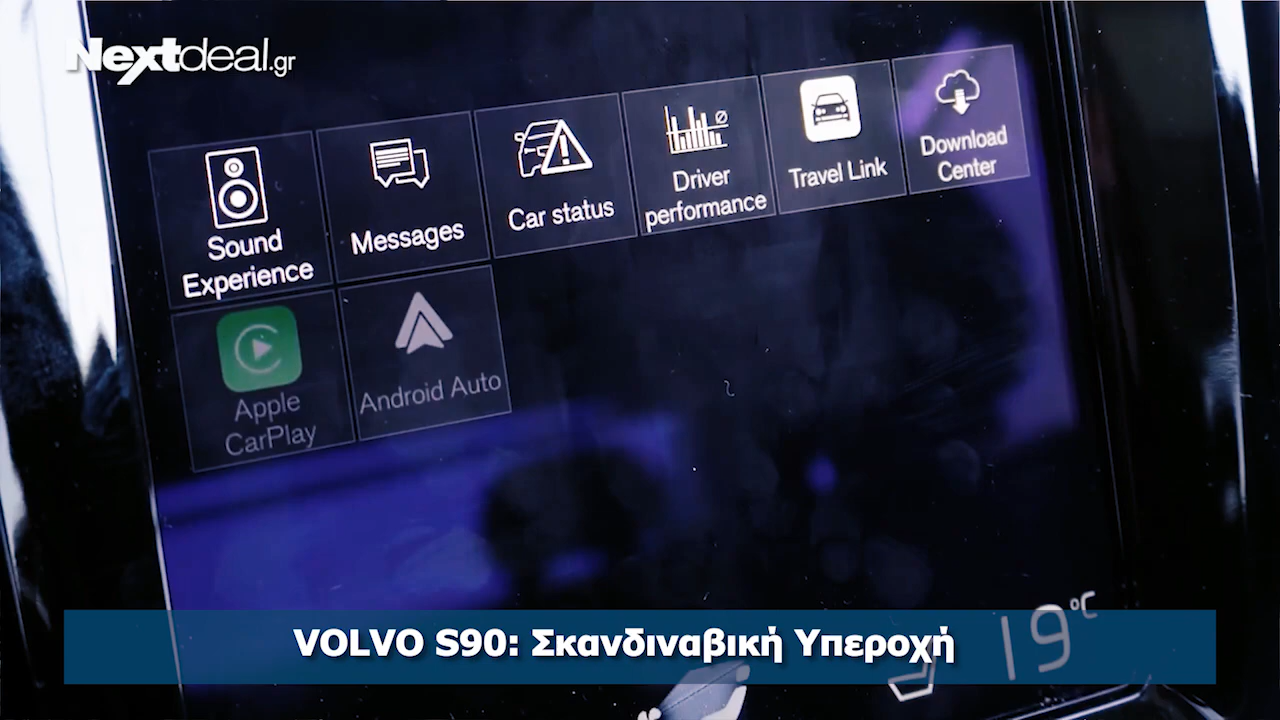 Nextdeal.gr
Sound
Experience
Messages
Car status
Driver
performance
Travel Link
Download
Center
Apple
CarPlay
Android Auto
19°C
VOLVO S90: Σκανδιναβική Υπεροχή